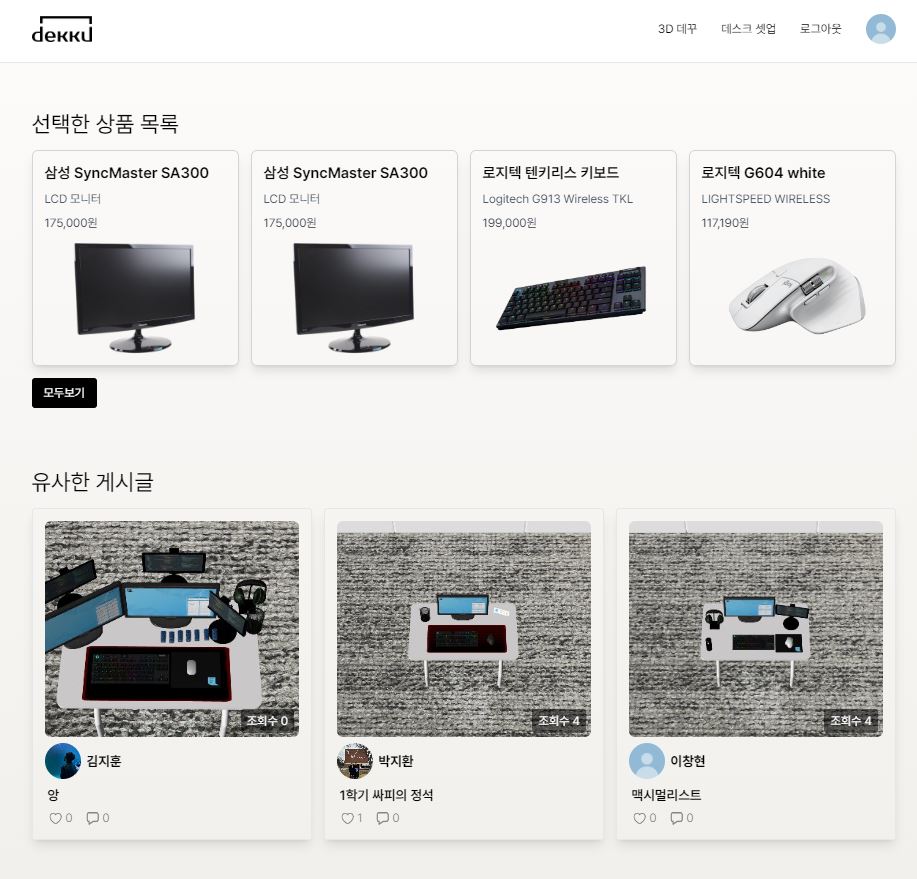 dekku
3D 데꾸
데스크 셋업
로그아웃
선택한 상품 목록
삼성 SyncMaster SA300
LCD 모니터
175,000원
삼성 SyncMaster SA300
LCD 모니터
175,000원
로지텍 텐키리스 키보드
Logitech G913 Wireless TKL
199,000원
로지텍 G604 white
LIGHTSPEED WIRELESS
117,190원
모두보기
유사한 게시글
조회수 0
김지훈
앙
0
0
조회수 4
박지환
1학기 싸피의 정석
1
0
조회수 4
이창현
맥시멀리스트
0
0